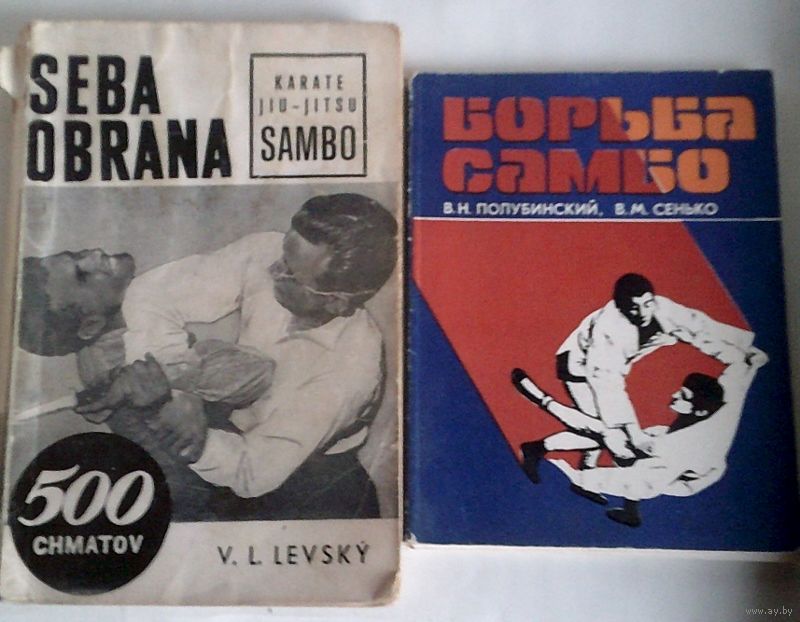 SEBA
OBRANA
KARATE
JIU-JITSU
SAMBO
500
CHMATOV
V. L. LEVSKÝ
БОРЬБА
САМБО
В.Н. ПОЛУБИНСКИЙ, В.М. СЕНЬКО
www.ay.by